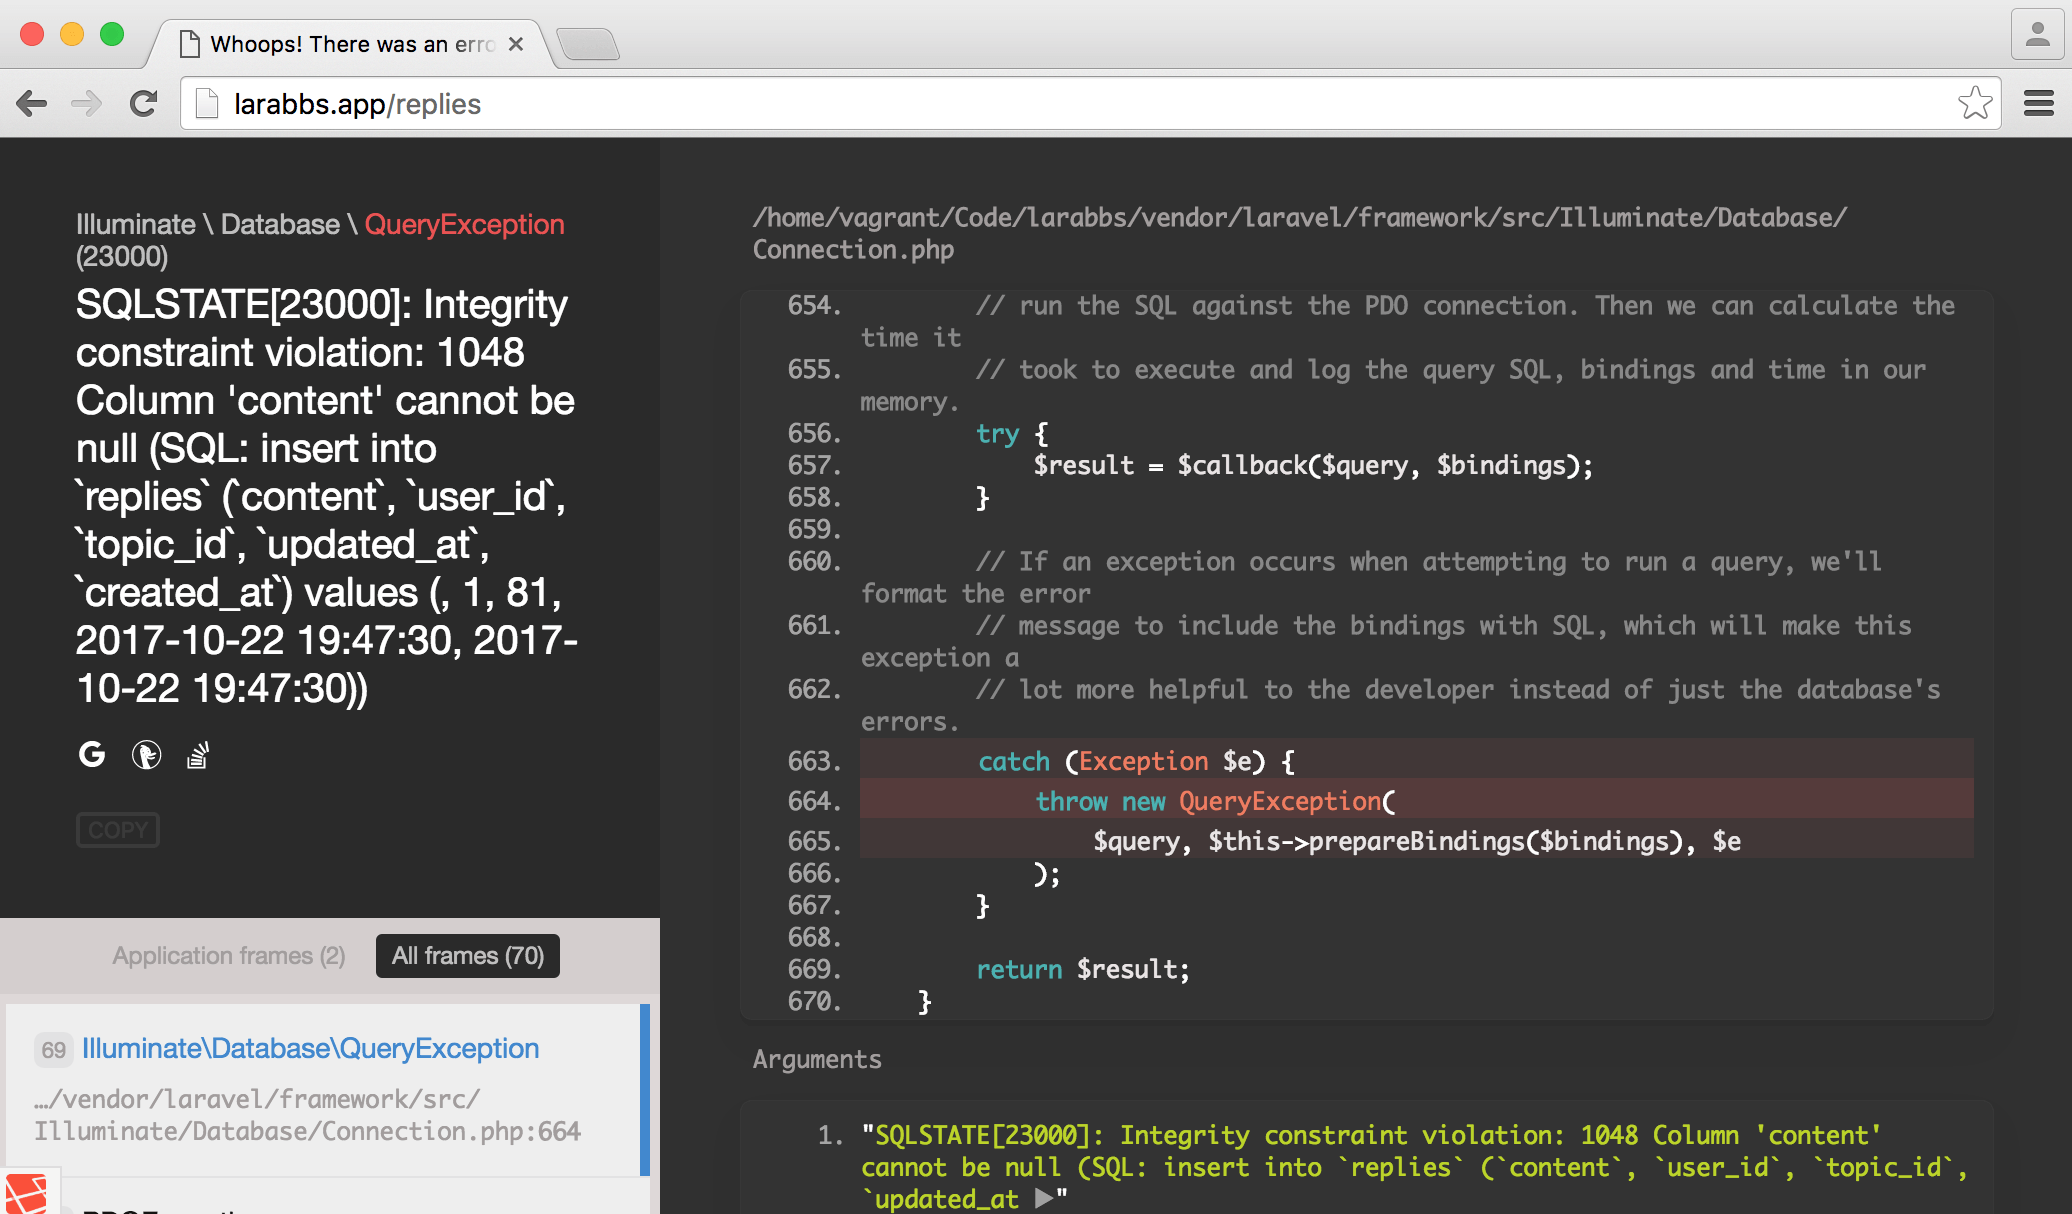 Whoops! There was an erro
larabbs.app/replies
Illuminate \ Database \ QueryException
(23000)
SQLSTATE[23000]: Integrity
constraint violation: 1048
Column 'content' cannot be
null (SQL: insert into
`replies` (`content`, `user_id`,
`topic_id`, `updated_at`,
`created_at`) values (, 1, 81,
2017-10-22 19:47:30, 2017-
10-22 19:47:30))
COPY
Application frames (2)
All frames (70)
69 Illuminate\Database\QueryException
…/vendor/laravel/framework/src/
Illuminate/Database/Connection.php:664
/home/vagrant/Code/larabbs/vendor/laravel/framework/src/Illuminate/Database/
Connection.php
654. // run the SQL against the PDO connection. Then we can calculate the
time it
655. // took to execute and log the query SQL, bindings and time in our
memory.
656. try {
657. $result = $callback($query, $bindings);
658. }
659.
660. // If an exception occurs when attempting to run a query, we'll
format the error
661. // message to include the bindings with SQL, which will make this
exception a
662. // lot more helpful to the developer instead of just the database's
errors.
663. catch (Exception $e) {
664. throw new QueryException(
665. $query, $this->prepareBindings($bindings), $e
666. );
667. }
668.
669. return $result;
670. }
Arguments
1. "SQLSTATE[23000]: Integrity constraint violation: 1048 Column 'content'
cannot be null (SQL: insert into `replies` (`content`, `user_id`, `topic_id`,
`updated_at ▶"